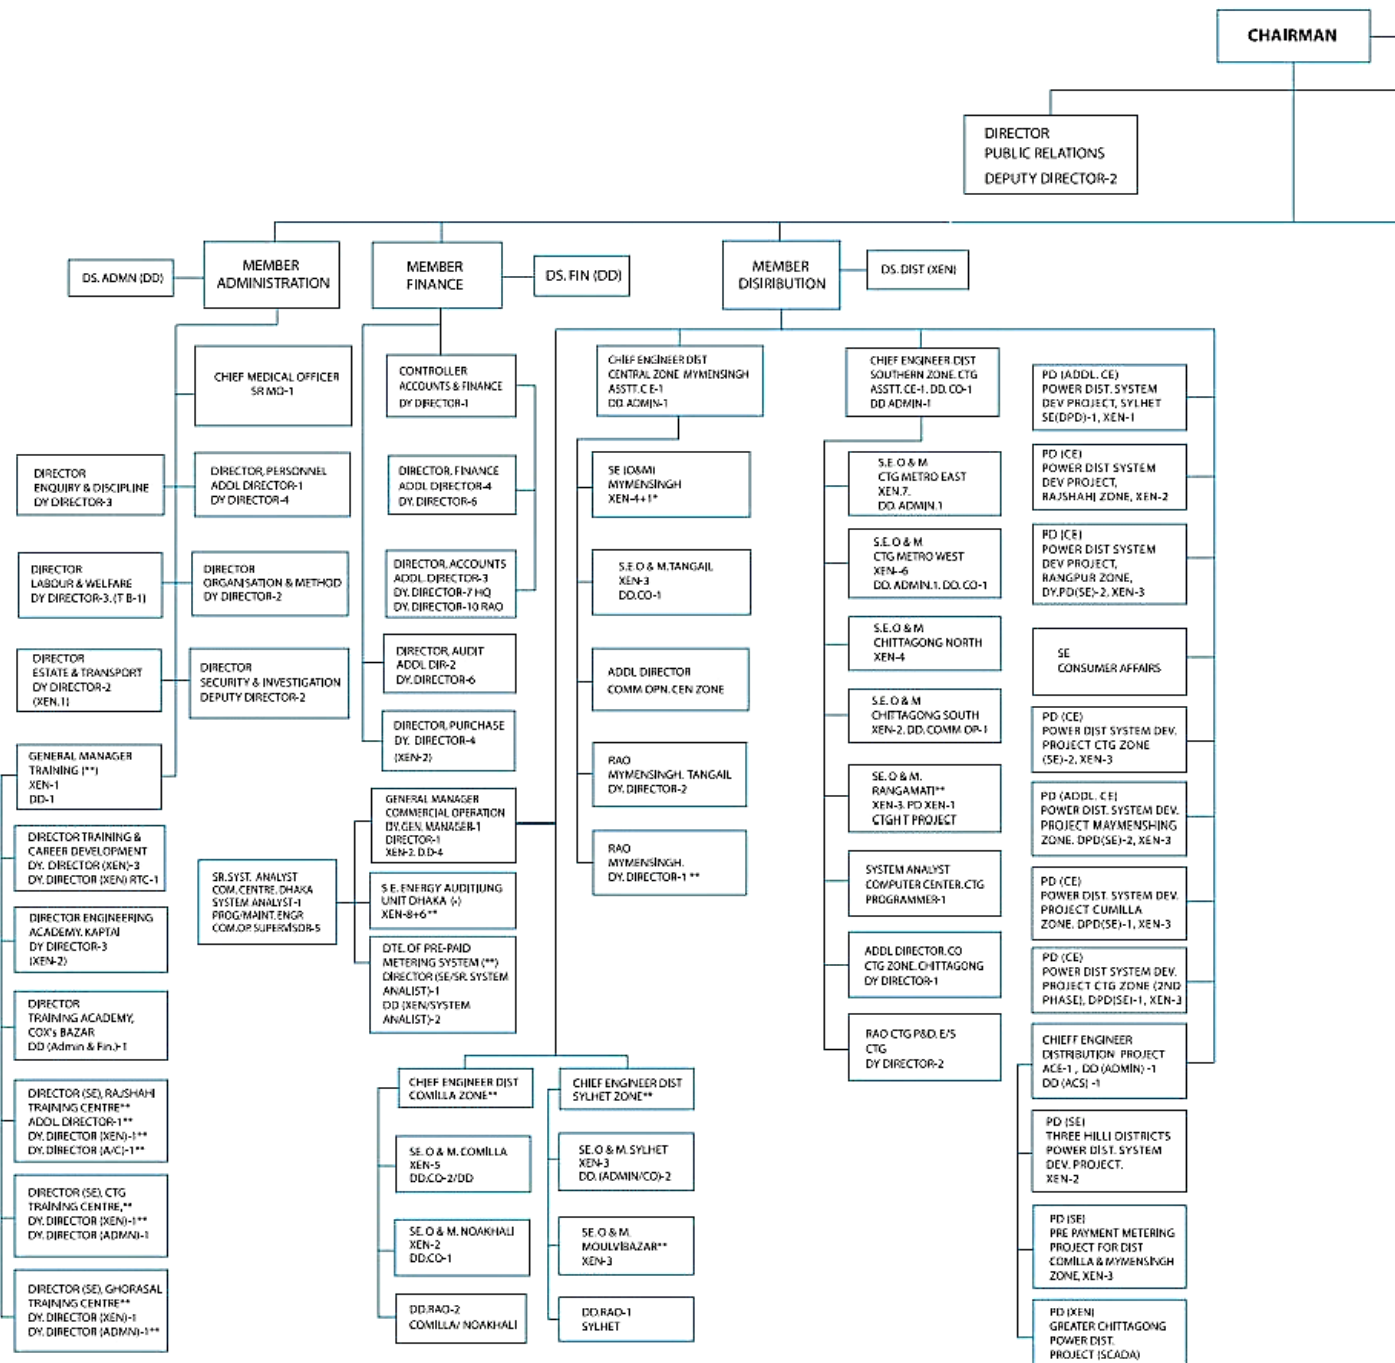 CHAIRMAN
DIRECTOR
PUBLIC RELATIONS
DEPUTY DIRECTOR-2
DS. ADMN (DD)
MEMBER
ADMINISTRATION
MEMBER
FINANCE
DS. FIN (DD)
MEMBER
DISIRIBUTION
DS. DIST (XEN)
CHIEF MEDICAL OFFICER
SR MO-1
DIRECTOR
ENQUIRY & DISCIPLINE
DY DIRECTOR-3
DIRECTOR, PERSONNEL
ADDL DIRECTOR-1
DY DIRECTOR-4
DIRECTOR
LABOUR & WELFARE
DY DIRECTOR-3. (T B-1)
DIRECTOR
ORGANISATION & METHOD
DY DIRECTOR-2
DIRECTOR
ESTATE & TRANSPORT
DY DIRECTOR-2
(XEN.1)
DIRECTOR
SECURITY & INVESTIGATION
DEPUTY DIRECTOR-2
GENERAL MANAGER
TRAINING (**)
XEN-1
DD-1
DIRECTOR TRAINING &
CAREER DEVELOPMENT
DY. DIRECTOR (XEN)-3
DY. DIRECTOR (XEN) RTC-1
DIRECTOR ENGINEERING
ACADEMY. KAPTAI
DY DIRECTOR-3
(XEN-2)
DIRECTOR
TRAINING ACADEMY,
COX's BAZAR
DD (Admin & Fin.)-1
DIRECTOR (SE), RAJSHAHI
TRAINING CENTRE**
ADDL. DIRECTOR-1**
DY. DIRECTOR (XEN)-1**
DY. DIRECTOR (A/C)-1**
DIRECTOR (SE), CTG
TRAINING CENTRE,**
DY. DIRECTOR (XEN)-1**
DY. DIRECTOR (ADMN)-1
DIRECTOR (SE), GHORASAL
TRAINING CENTRE**
DY. DIRECTOR (XEN)-1
DY. DIRECTOR (ADMN)-1**
CONTROLLER
ACCOUNTS & FINANCE
DY DIRECTOR-1
DIRECTOR, FINANCE
ADDL DIRECTOR-4
DY. DIRECTOR-6
DIRECTOR, ACCOUNTS
ADDL. DIRECTOR-3
DY. DIRECTOR-7 HQ
DY. DIRECTOR-10 RAO
DIRECTOR, AUDIT
ADDL DIR-2
DY. DIRECTOR-6
DIRECTOR, PURCHASE
DY. DIRECTOR-4
(XEN-2)
GENERAL MANAGER
COMMERCIAL OPERATION
DY. GEN. MANAGER-1
DIRECTOR-1
XEN-2. D.D-4
SR. SYST. ANALYST
COM. CENTRE. DHAKA
SYSTEM ANALYST-1
PROG/MAINT. ENGR
COM.OP. SUPERVISOR-5
S E. ENERGY AUDITJUNG
UNIT DHAKA (-)
XEN-8+6**
DTE. OF PRE-PAID
METERING SYSTEM (**)
DIRECTOR (SE/SR. SYSTEM
ANALIST)-1
DD (XEN/SYSTEM
ANALIST)-2
CHIEF ENGINEER DIST
COMILLA ZONE**
SE. O & M. COMILLA
XEN-5
DD.CO-2/DD
SE. O & M. NOAKHALI
XEN-2
DD.CO-1
DD.RAO-2
COMILLA/ NOAKHALI
CHIEF ENGINEER DIST
SYLHET ZONE**
SE. O & M. SYLHET
XEN-3
DD. (ADMIN/CO)-2
SE. O & M.
MOULVIBAZAR**
XEN-3
DD.RAO-1
SYLHET
CHIEF ENGINEER DIST
CENTRAL ZONE MYMENSINGH
ASSTT.C E-1
DD. ADMIN-1
SE (O&M)
MYMENSINGH
XEN-4+1*
S.E. O & M.TANGAIL
XEN-3
DD.CO-1
ADDL DIRECTOR
COMM OPN. CEN ZONE
RAO
MYMENSINGH. TANGAIL
DY. DIRECTOR-2
RAO
MYMENSINGH.
DY. DIRECTOR-1 **
CHIEF ENGINEER DIST
SOUTHERN ZONE. CTG
ASSTT. CE-1. DD. CO-1
DD ADMIN-1
S.E. O & M
CTG METRO EAST
XEN.7.
DD. ADMIN.1
S.E. O & M
CTG METRO WEST
XEN--6
DD. ADMIN.1. DD. CO-1
S.E. O & M
CHITTAGONG NORTH
XEN-4
S.E. O & M
CHITTAGONG SOUTH
XEN-2. DD. COMM OP-1
SE. O & M.
RANGAMATI**
XEN-3. PD XEN-1
CTGH T PROJECT
SYSTEM ANALYST
COMPUTER CENTER. CTG
PROGRAMMER-1
ADDL DIRECTOR.CO
CTG ZONE. CHITTAGONG
DY DIRECTOR-1
RAO CTG P&D. E/S
CTG
DY DIRECTOR-2
PD (ADDL. CE)
POWER DIST. SYSTEM
DEV PROJECT, SYLHET
SE(DPD)-1, XEN-1
PD (CE)
POWER DIST SYSTEM
DEV PROJECT,
RAJSHAHI ZONE, XEN-2
PD (CE)
POWER DIST SYSTEM
DEV PROJECT,
RANGPUR ZONE,
DY.PD(SE)-2, XEN-3
SE
CONSUMER AFFAIRS
PD (CE)
POWER DIST SYSTEM DEV.
PROJECT CTG ZONE
(SE)-2, XEN-3
PD (ADDL. CE)
POWER DIST. SYSTEM DEV.
PROJECT MAYMENSHING
ZONE. DPD(SE)-2, XEN-3
PD (CE)
POWER DIST. SYSTEM DEV.
PROJECT CUMILLA
ZONE. DPD(SE)-1, XEN-3
PD (CE)
POWER DIST SYSTEM DEV.
PROJECT CTG ZONE (2ND
PHASE), DPD(SE)-1, XEN-3
CHIEFF ENGINEER
DISTRIBUTION PROJECT
ACE-1 , DD (ADMIN) -1
DD (ACS) -1
PD (SE)
THREE HILLI DISTRICTS
POWER DIST. SYSTEM
DEV. PROJECT.
XEN-2
PD (SE)
PRE PAYMENT METERING
PROJECT FOR DIST
COMILLA & MYMENSINGH
ZONE, XEN-3
PD (XEN)
GREATER CHITTAGONG
POWER DIST.
PROJECT (SCADA)